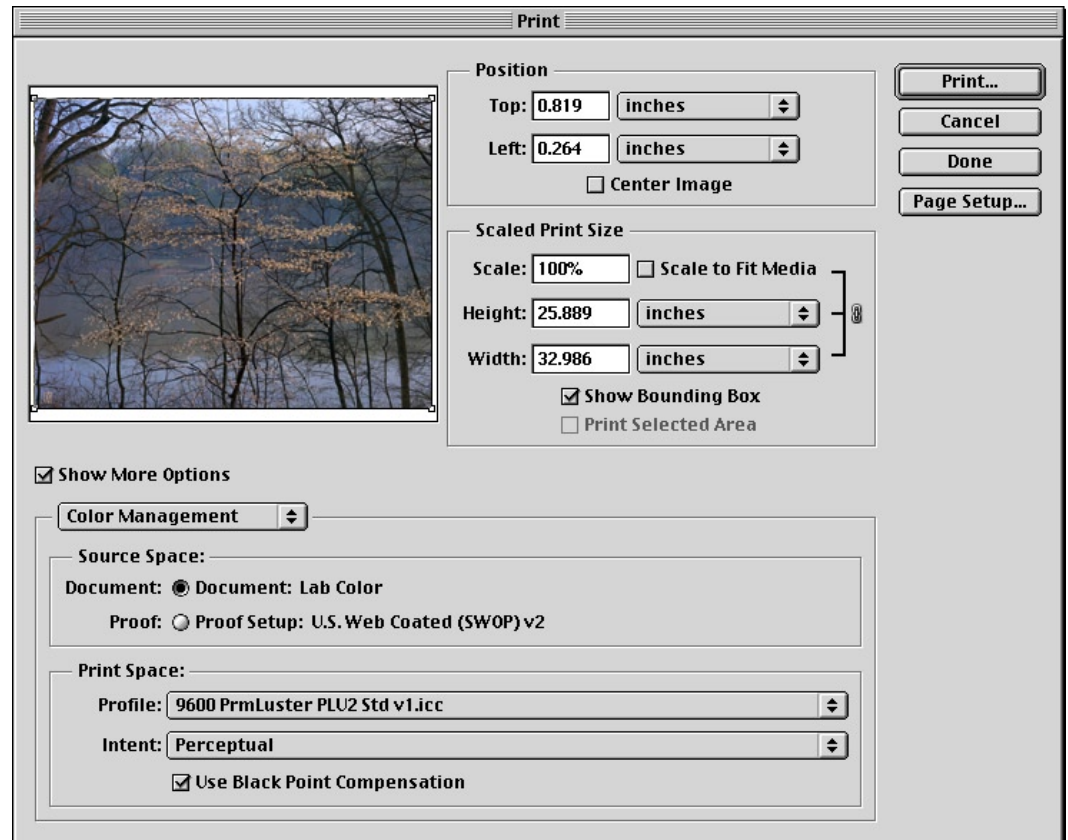 Print
Position
Top: 0.819 inches
Left: 0.264 inches
Center Image
Scaled Print Size
Scale: 100% Scale to Fit Media
Height: 25.889 inches
Width: 32.986 inches
Show Bounding Box
Print Selected Area
Print...
Cancel
Done
Page Setup...
Show More Options
Color Management
Source Space:
Document: Document: Lab Color
Proof: Proof Setup: U.S. Web Coated (SWOP) v2
Print Space:
Profile: 9600 PrmLuster PLU2 Std v1.icc
Intent: Perceptual
Use Black Point Compensation